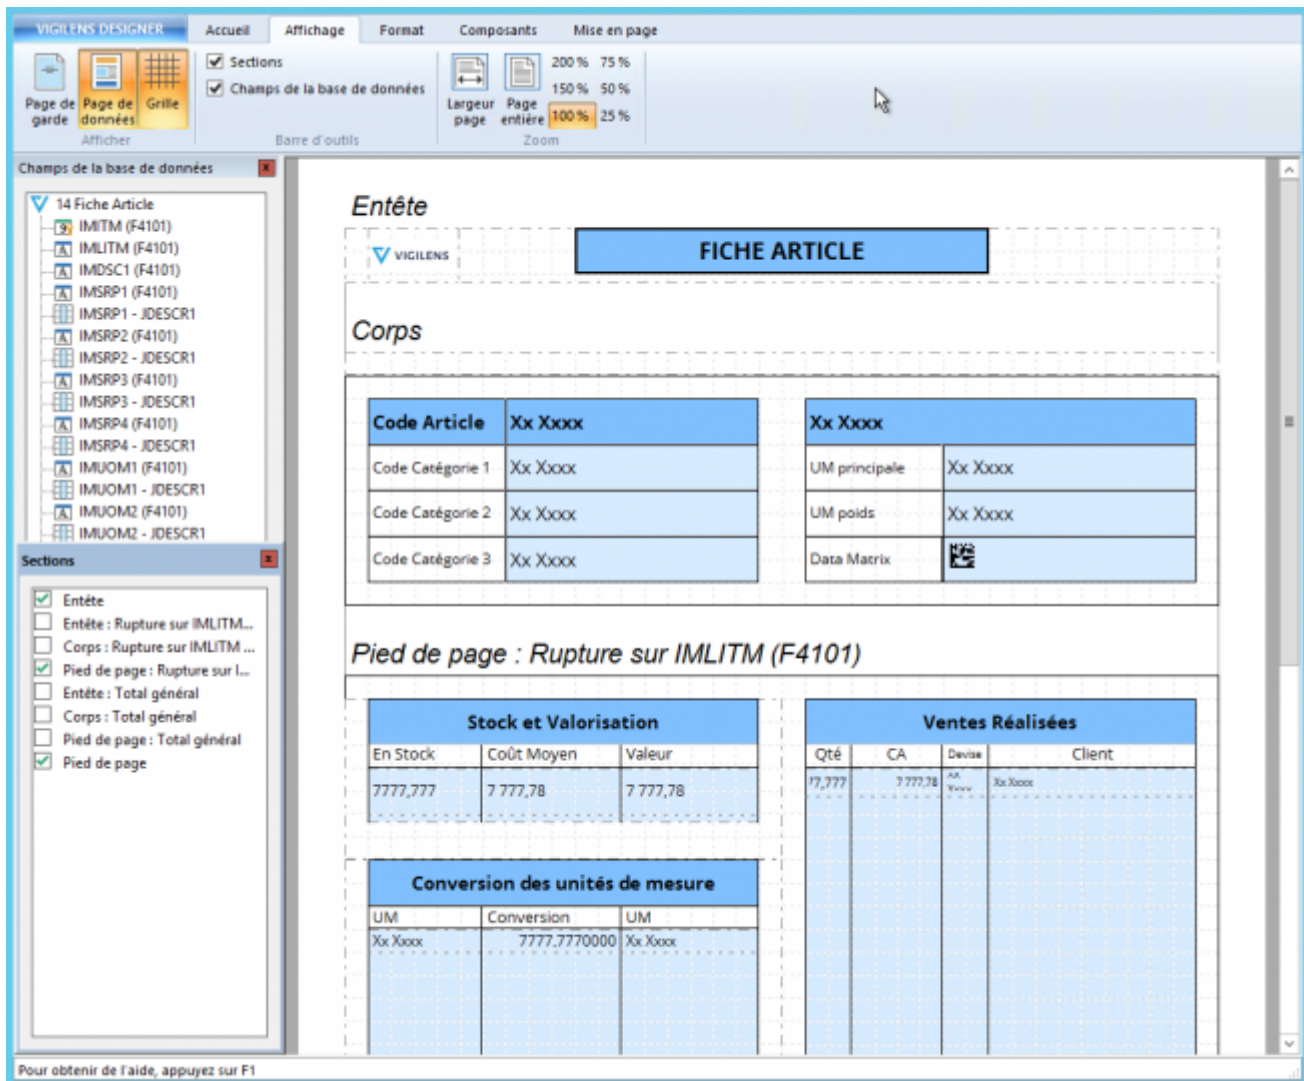 VIGILENS DESIGNER Accueil Affichage Format Composants Mise en page
Page de garde
Page de données
Grille
Afficher
Sections
Champs de la base de données
Barre d'outils
Largeur page
Page entière
200 % 75 %
150 % 50 %
100 % 25 %
Zoom
Champs de la base de données
14 Fiche Article
IMITM (F4101)
IMLITM (F4101)
IMDSC1 (F4101)
IMSRP1 (F4101)
IMSRP1 - JDESCR1
IMSRP2 (F4101)
IMSRP2 - JDESCR1
IMSRP3 (F4101)
IMSRP3 - JDESCR1
IMSRP4 (F4101)
IMSRP4 - JDESCR1
IMUOM1 (F4101)
IMUOM1 - JDESCR1
IMUOM2 (F4101)
IMUOM2 - JDESCR1
Sections
Entête
Entête : Rupture sur IMLITM...
Corps : Rupture sur IMLITM ...
Pied de page : Rupture sur I...
Entête : Total général
Corps : Total général
Pied de page : Total général
Pied de page
Entête
VIGILENS
FICHE ARTICLE
Corps
Code Article Xx Xxxx
Code Catégorie 1 Xx Xxxx
Code Catégorie 2 Xx Xxxx
Code Catégorie 3 Xx Xxxx
Xx Xxxx
UM principale Xx Xxxx
UM poids Xx Xxxx
Data Matrix
Pied de page : Rupture sur IMLITM (F4101)
Stock et Valorisation
En Stock Coût Moyen Valeur
7777,777 7 777,78 7 777,78
Conversion des unités de mesure
UM Conversion UM
Xx Xxxx 7777,7770000 Xx Xxxx
Ventes Réalisées
Qté CA Devise Client
77,777 7 777,78 Xx Xxxx
Pour obtenir de l'aide, appuyez sur F1